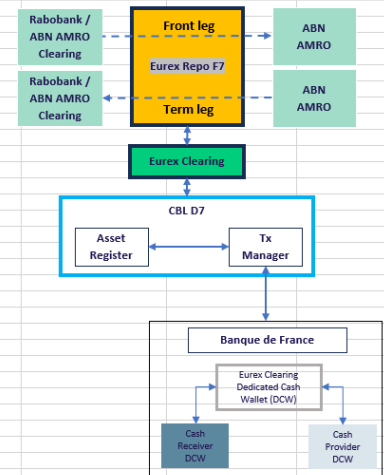 Rabobank /
ABN AMRO
Clearing
Front leg
ABN
AMRO
Eurex Repo F7
Rabobank /
ABN AMRO
Clearing
Term leg
ABN
AMRO
Eurex Clearing
CBL D7
Asset
Register
Tx
Manager
Banque de France
Eurex Clearing
Dedicated Cash
Wallet (DCW)
Cash
Receiver
DCW
Cash
Provider
DCW